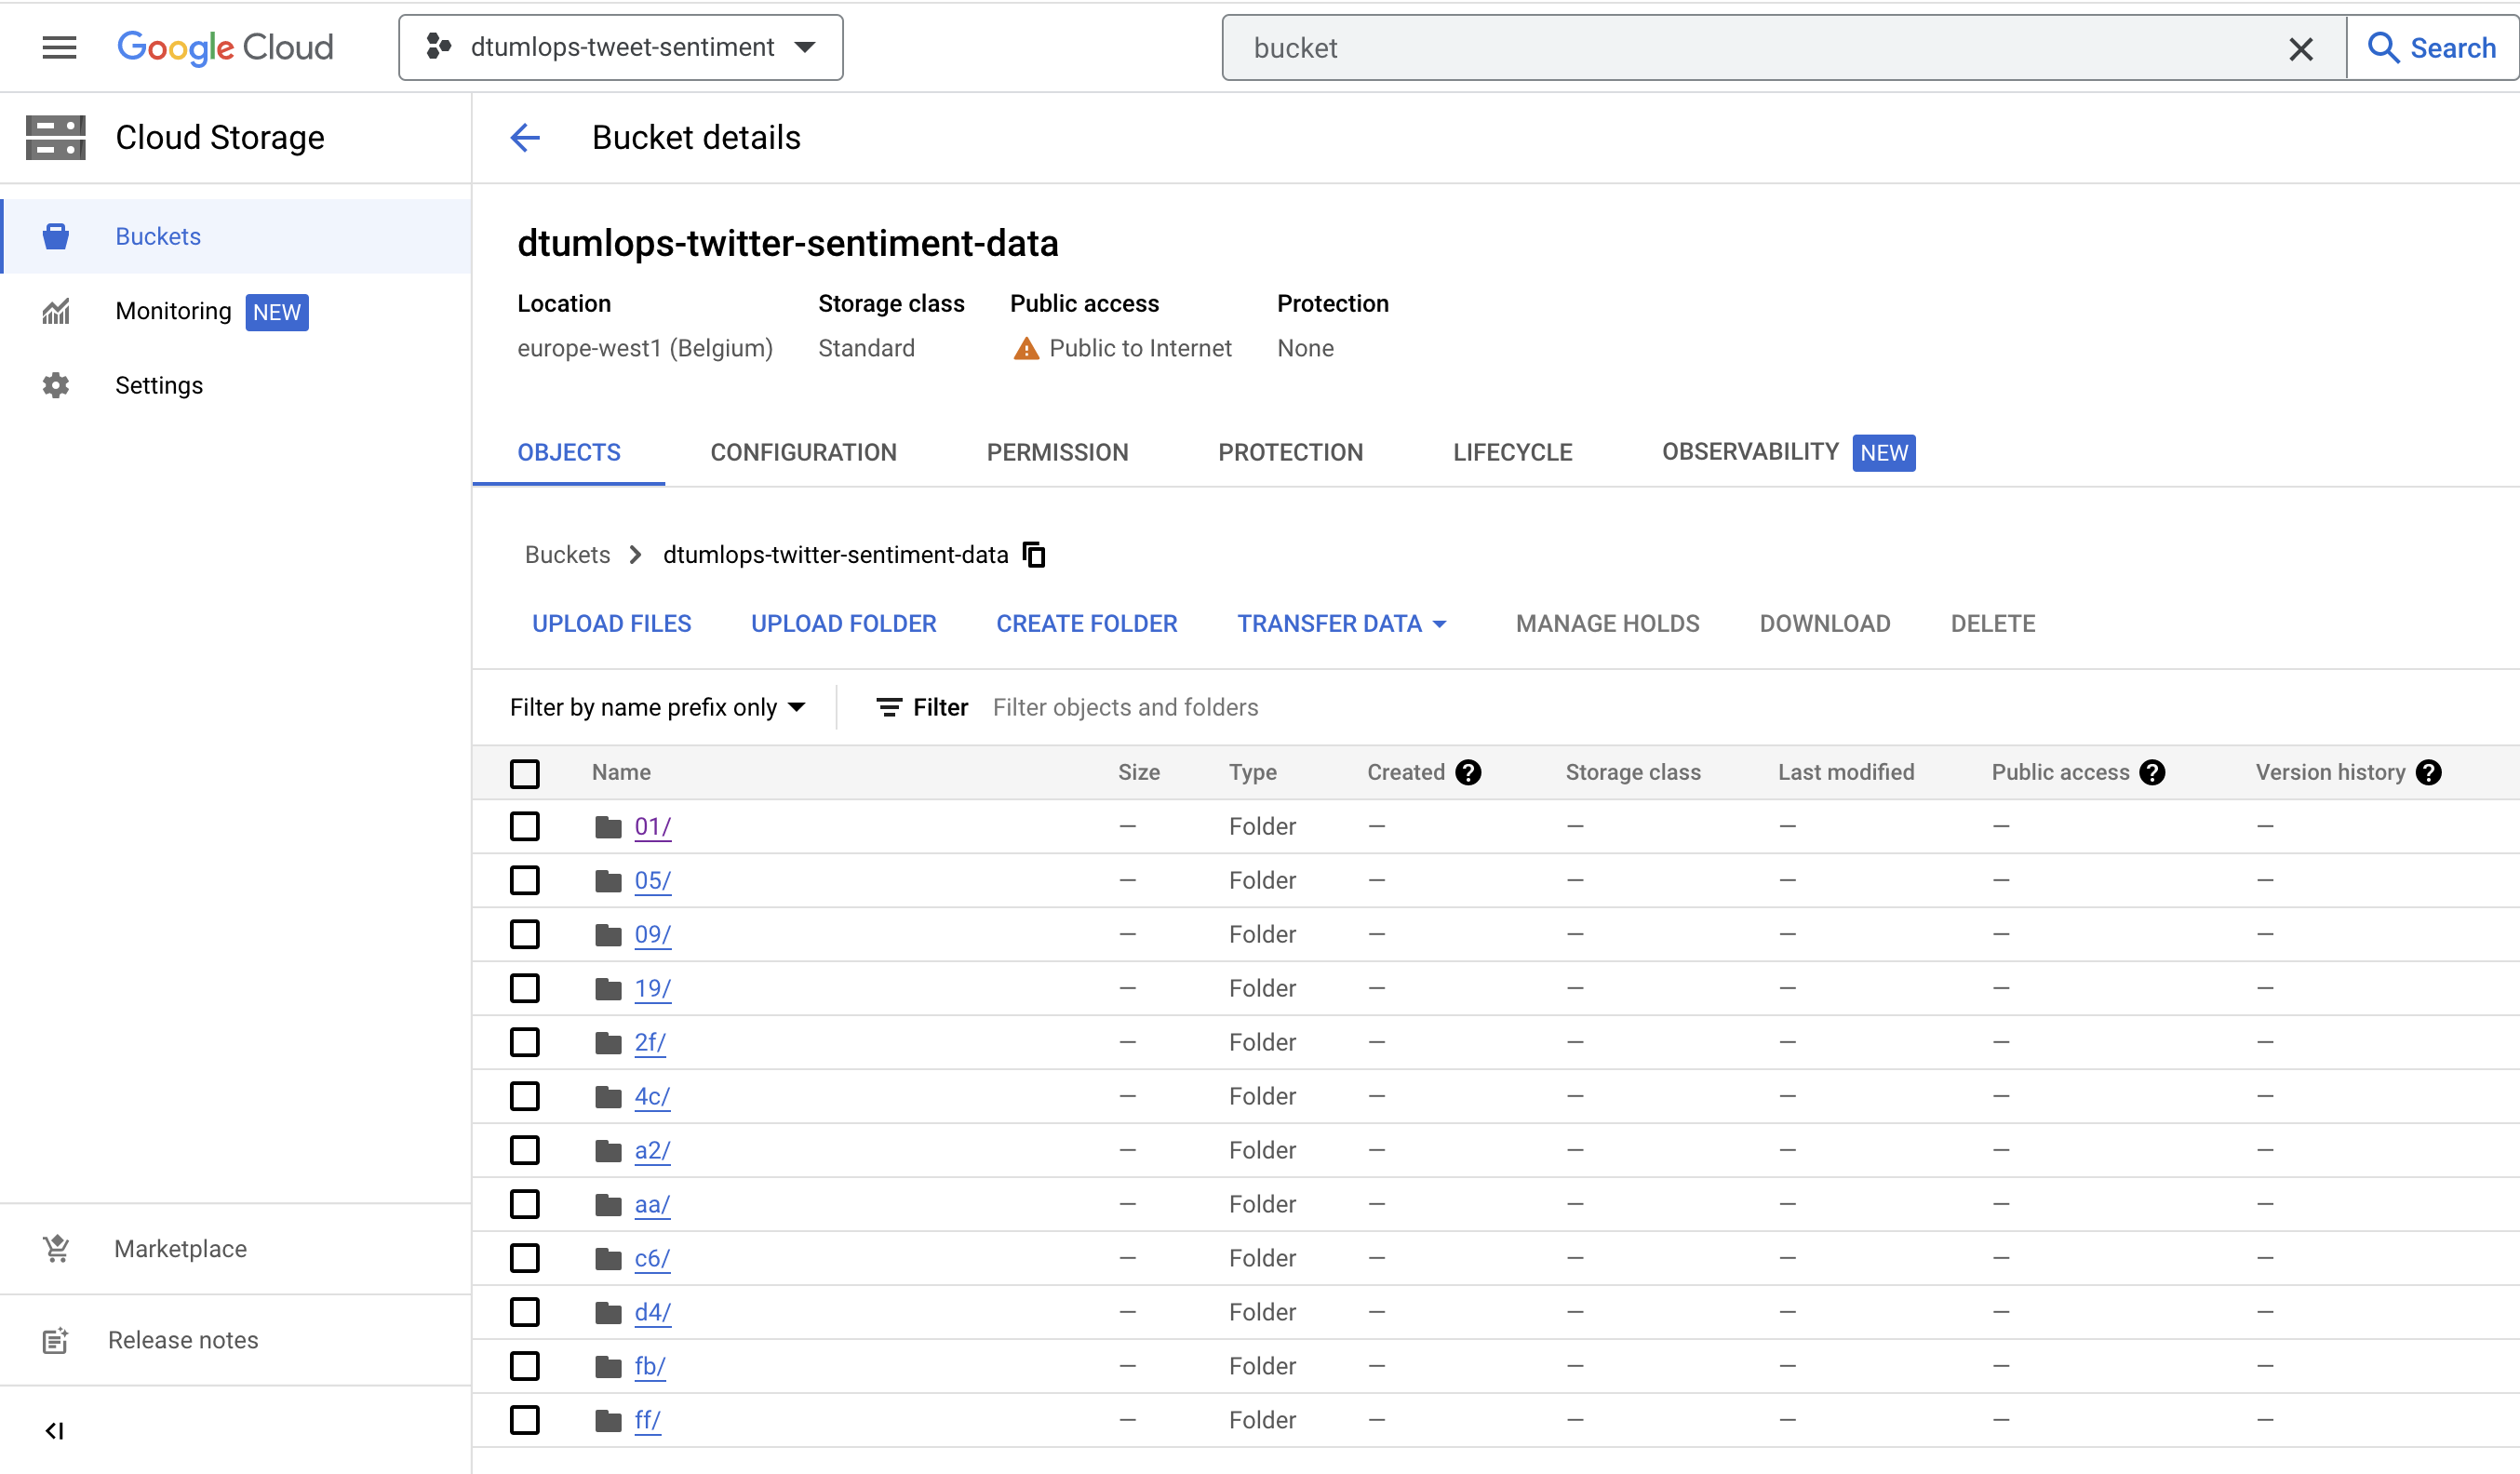 Google Cloud dtumlops-tweet-sentiment bucket Search
Cloud Storage
Bucket details
Buckets
Monitoring NEW
Settings
Marketplace
Release notes
dtumlops-twitter-sentiment-data
Location Storage class Public access Protection
europe-west1 (Belgium) Standard Public to Internet None
OBJECTS CONFIGURATION PERMISSION PROTECTION LIFECYCLE OBSERVABILITY NEW
Buckets > dtumlops-twitter-sentiment-data
UPLOAD FILES UPLOAD FOLDER CREATE FOLDER TRANSFER DATA MANAGE HOLDS DOWNLOAD DELETE
Filter by name prefix only Filter Filter objects and folders
Name Size Type Created ? Storage class Last modified Public access ? Version history ?
01/ — Folder — — — — —
05/ — Folder — — — — —
09/ — Folder — — — — —
19/ — Folder — — — — —
2f/ — Folder — — — — —
4c/ — Folder — — — — —
a2/ — Folder — — — — —
aa/ — Folder — — — — —
c6/ — Folder — — — — —
d4/ — Folder — — — — —
fb/ — Folder — — — — —
ff/ — Folder — — — — —